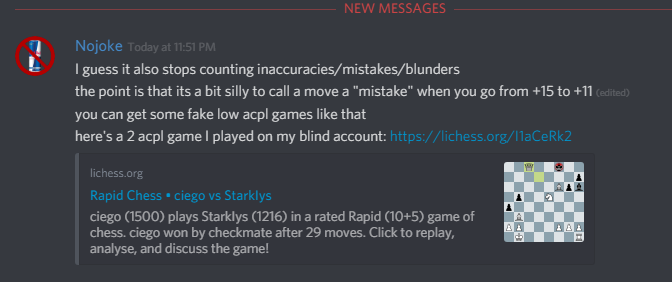 NEW MESSAGES
Nojoke Today at 11:51 PM
I guess it also stops counting inaccuracies/mistakes/blunders
the point is that its a bit silly to call a move a "mistake" when you go from +15 to +11 (edited)
you can get some fake low acpl games like that
here's a 2 acpl game I played on my blind account: https://lichess.org/I1aCeRk2
lichess.org
Rapid Chess • ciego vs Starklys
ciego (1500) plays Starklys (1216) in a rated Rapid (10+5) game of
chess. ciego won by checkmate after 29 moves. Click to replay,
analyse, and discuss the game!